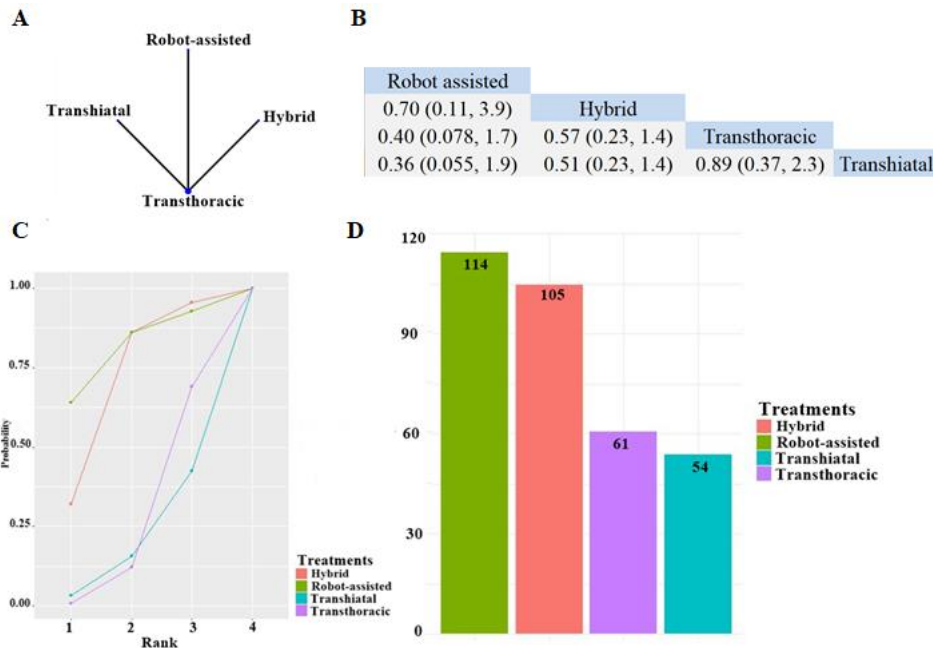 A
Robot-assisted
Transhiatal
Hybrid
Transthoracic
B
Robot assisted
0.70 (0.11, 3.9) Hybrid
0.40 (0.078, 1.7) 0.57 (0.23, 1.4) Transthoracic
0.36 (0.055, 1.9) 0.51 (0.23, 1.4) 0.89 (0.37, 2.3) Transhiatal
C
1.00
0.75
0.50
0.25
0.00
Probability
1 2 3 4
Rank
Treatments
Hybrid
Robot-assisted
Transhiatal
Transthoracic
D
120
90
60
30
0
114
105
61
54
Treatments
Hybrid
Robot-assisted
Transhiatal
Transthoracic